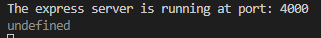 The express server is running at port: 4000
undefined